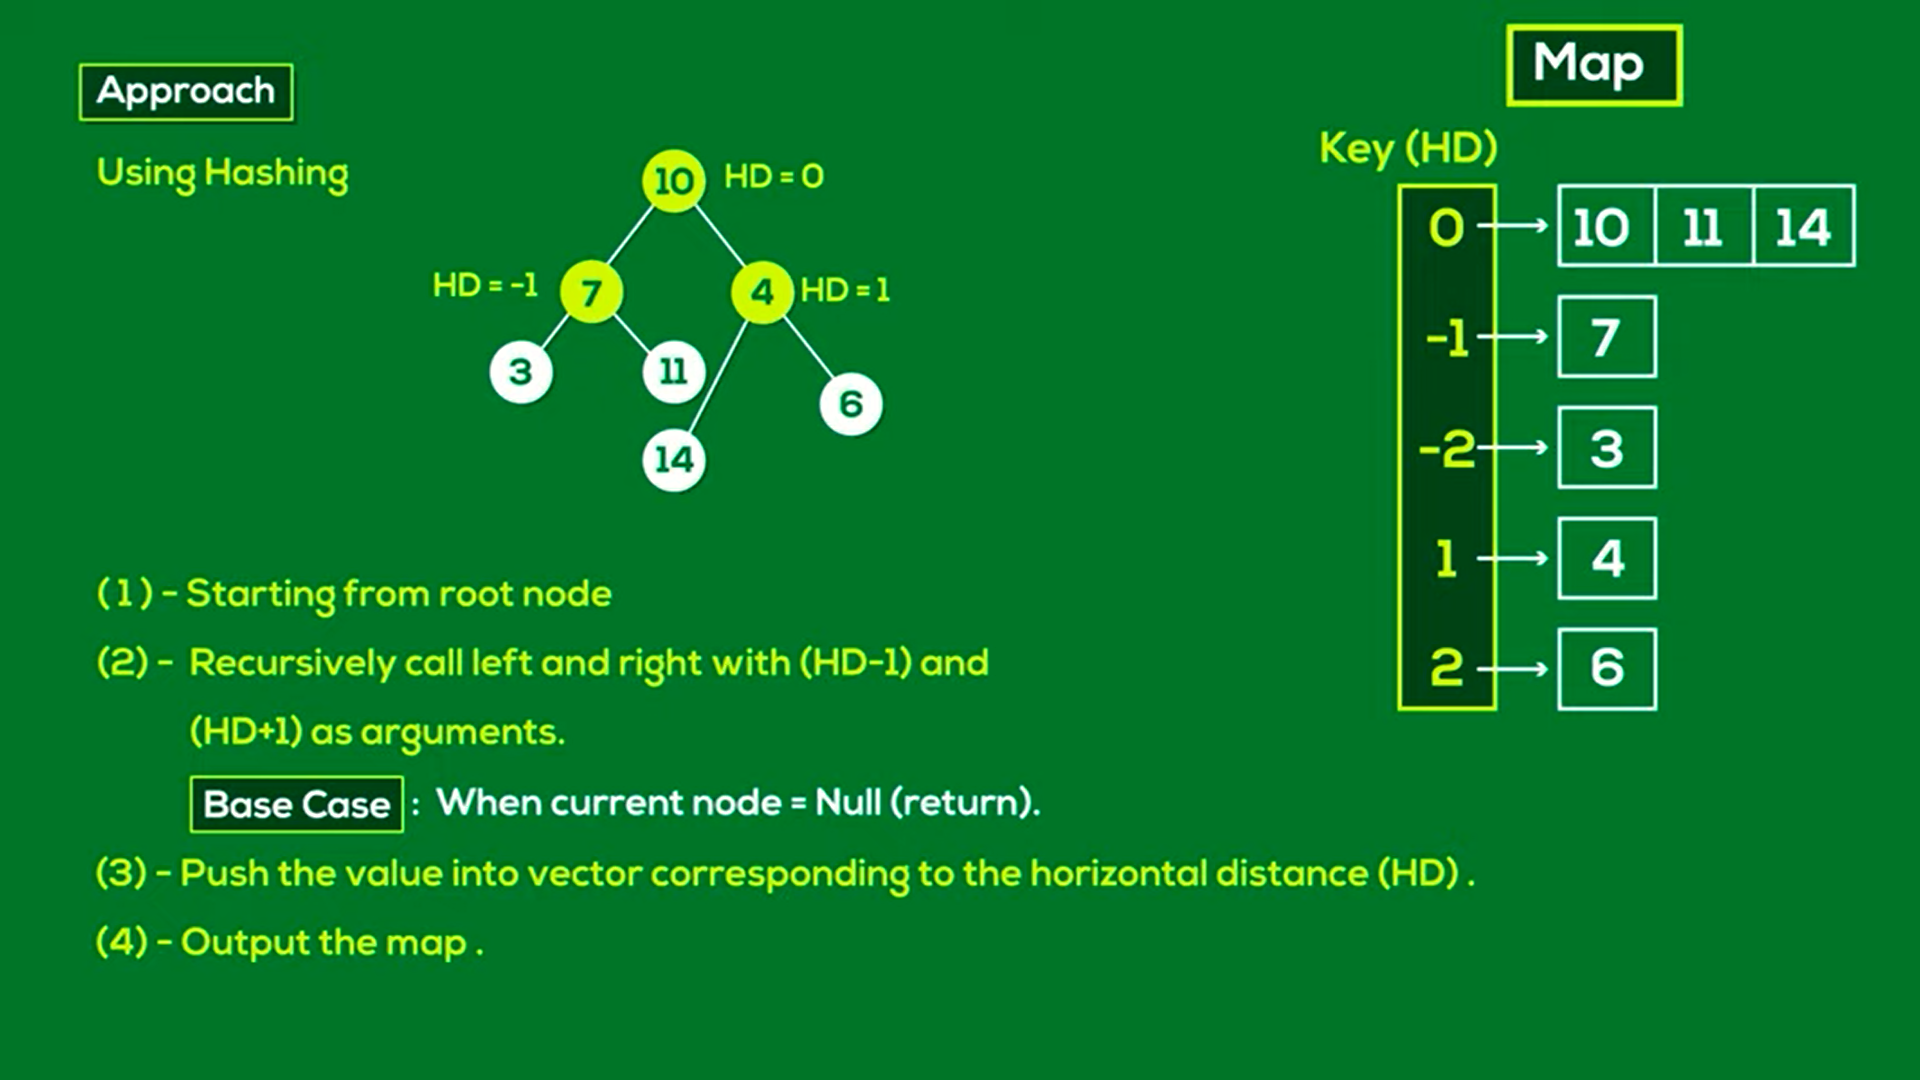 Approach
Using Hashing
10 HD = 0
HD = -1 7 4 HD = 1
3 11
6
14
Map
Key (HD)
0 10 11 14
-1 7
-2 3
1 4
2 6
(1) - Starting from root node
(2) - Recursively call left and right with (HD-1) and
(HD+1) as arguments.
Base Case : When current node = Null (return).
(3) - Push the value into vector corresponding to the horizontal distance (HD) .
(4) - Output the map .